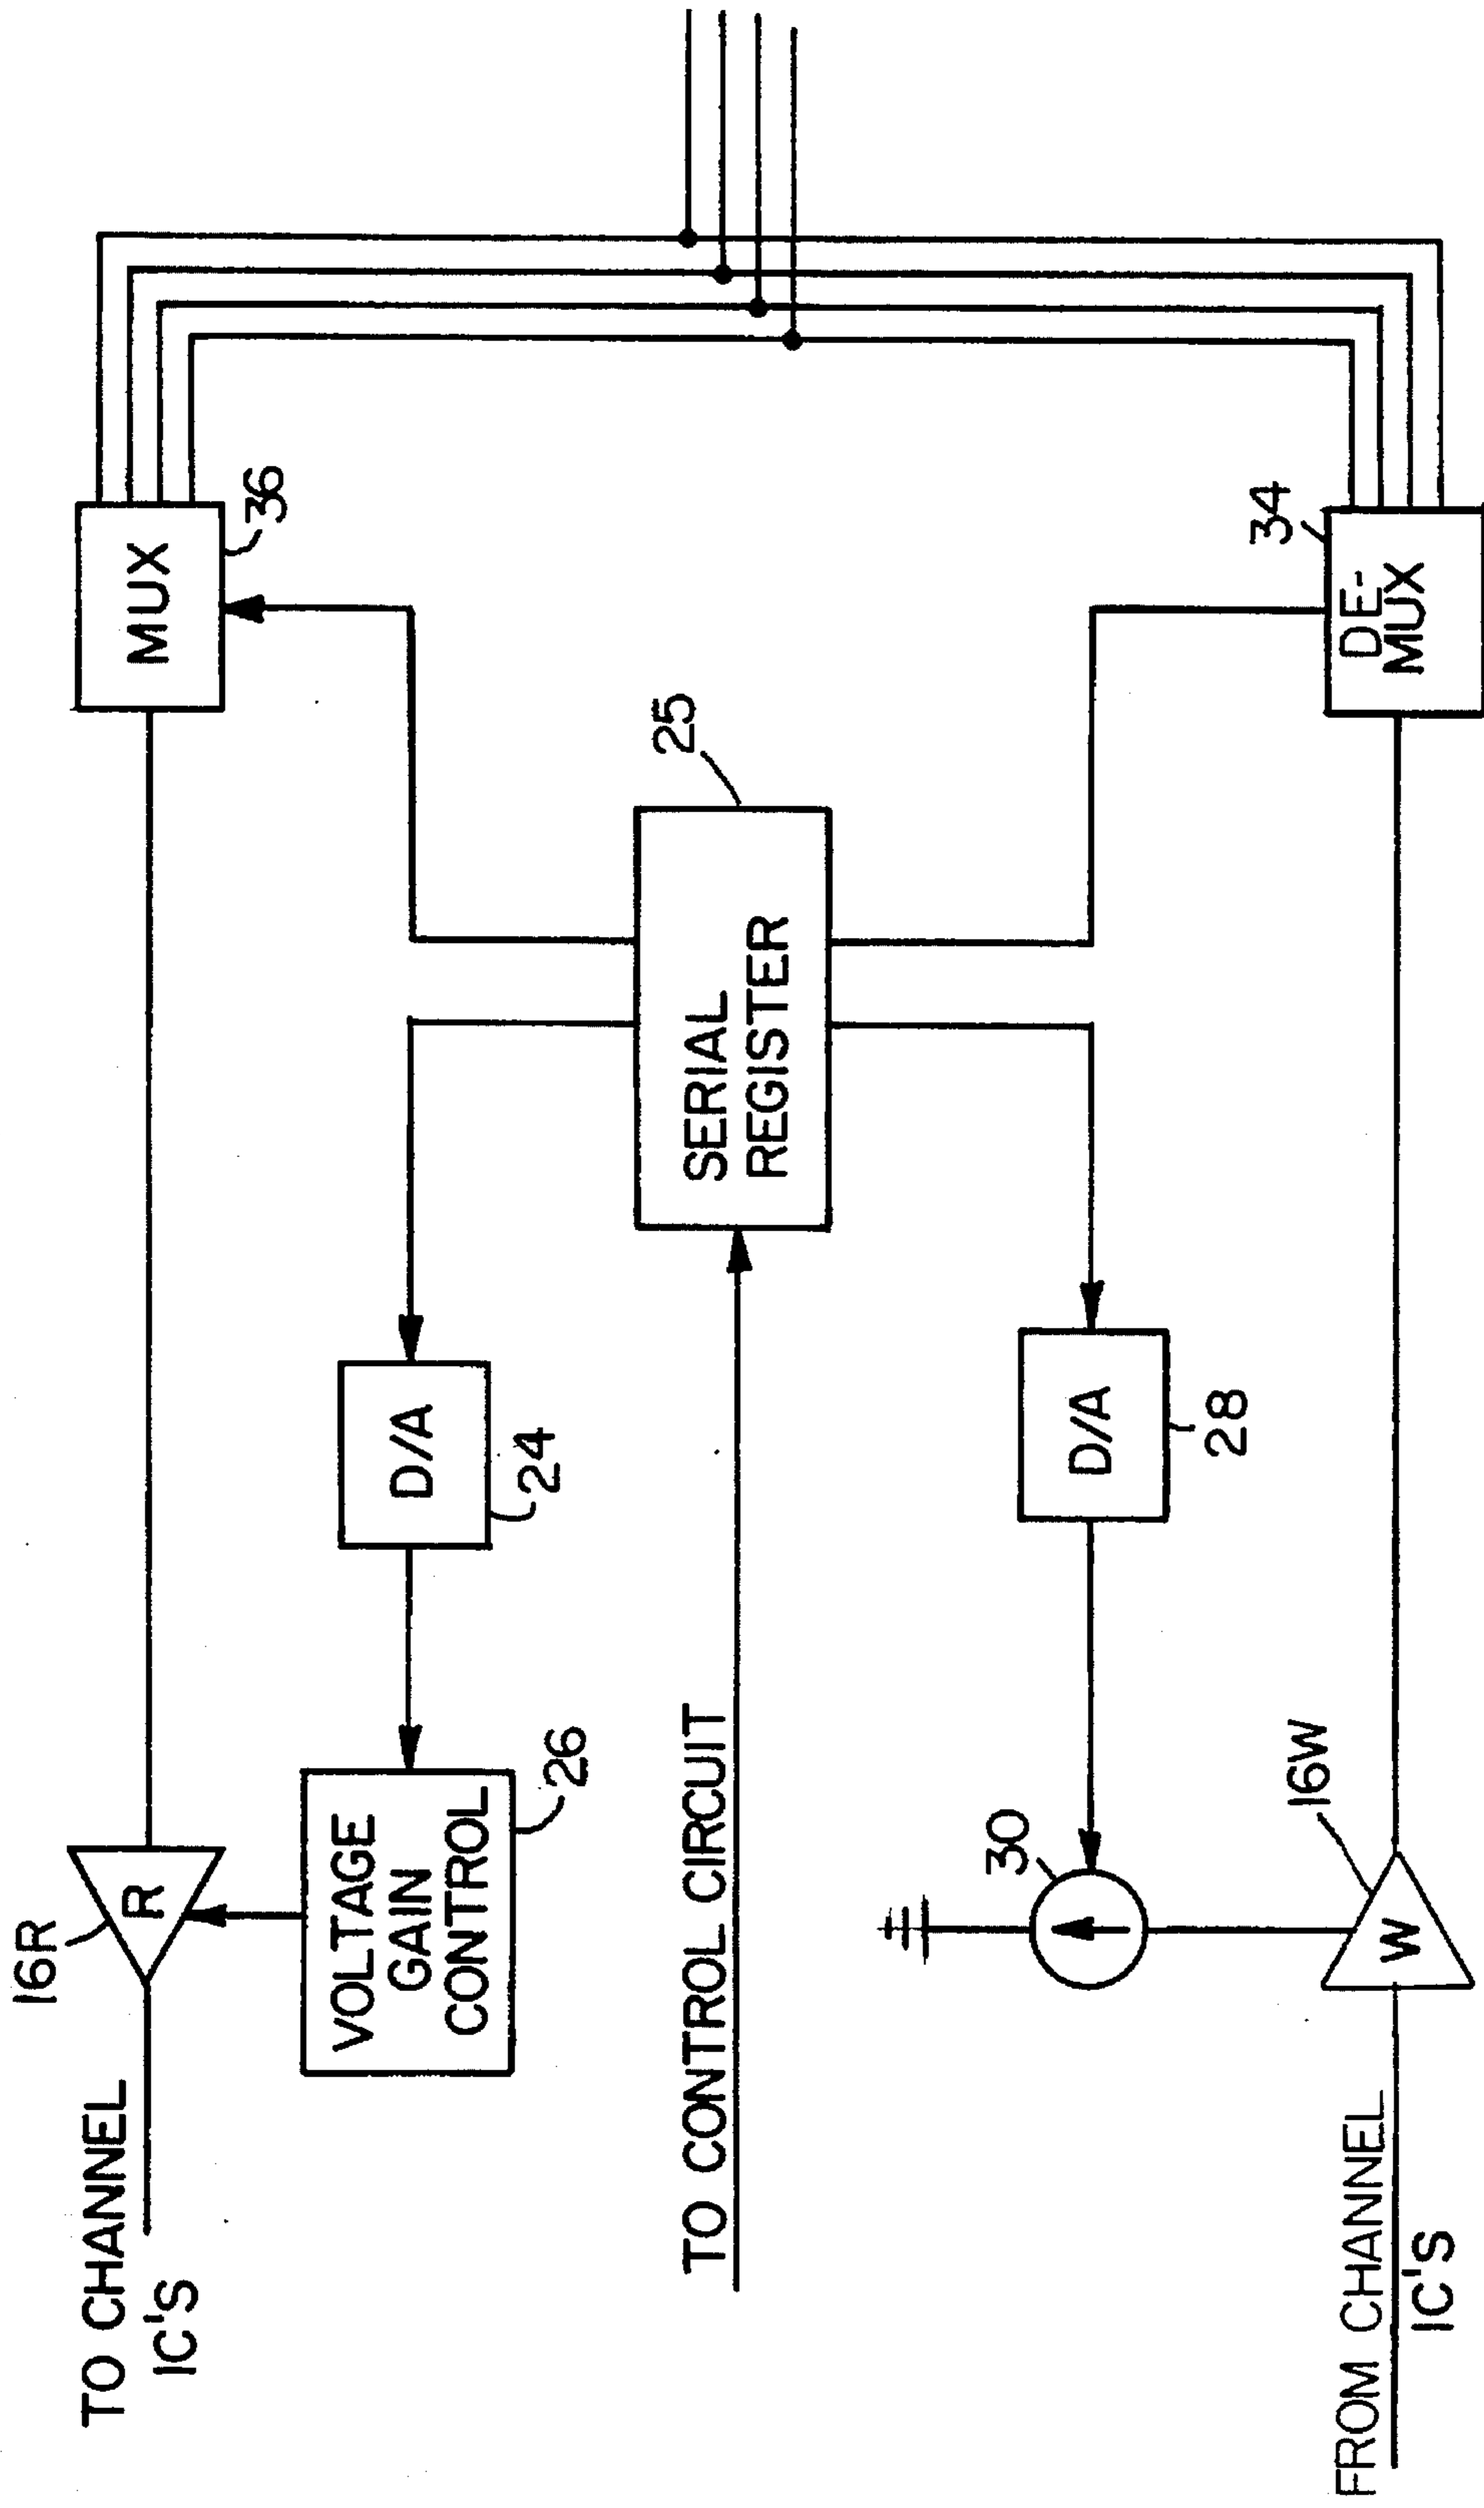 16R
TO CHANNEL
IC'S
R
MUX
36
VOLTAGE
GAIN
CONTROL
26
D/A
24
TO CONTROL CIRCUIT
SERIAL
REGISTER
25
30
D/A
28
16W
W
FROM CHANNEL
IC'S
34
DE-
MUX